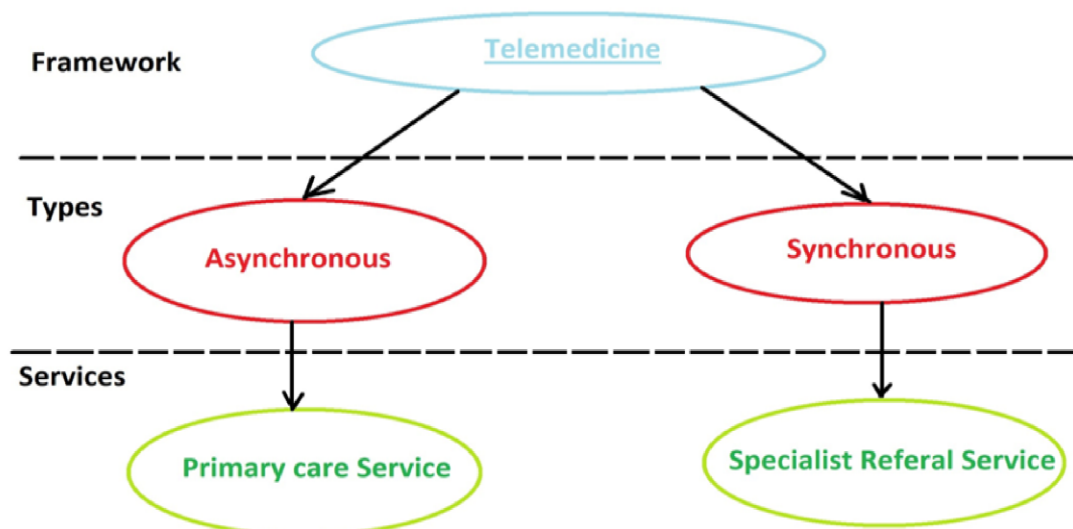 Framework
Telemedicine
Types
Asynchronous
Synchronous
Services
Primary care Service
Specialist Referal Service